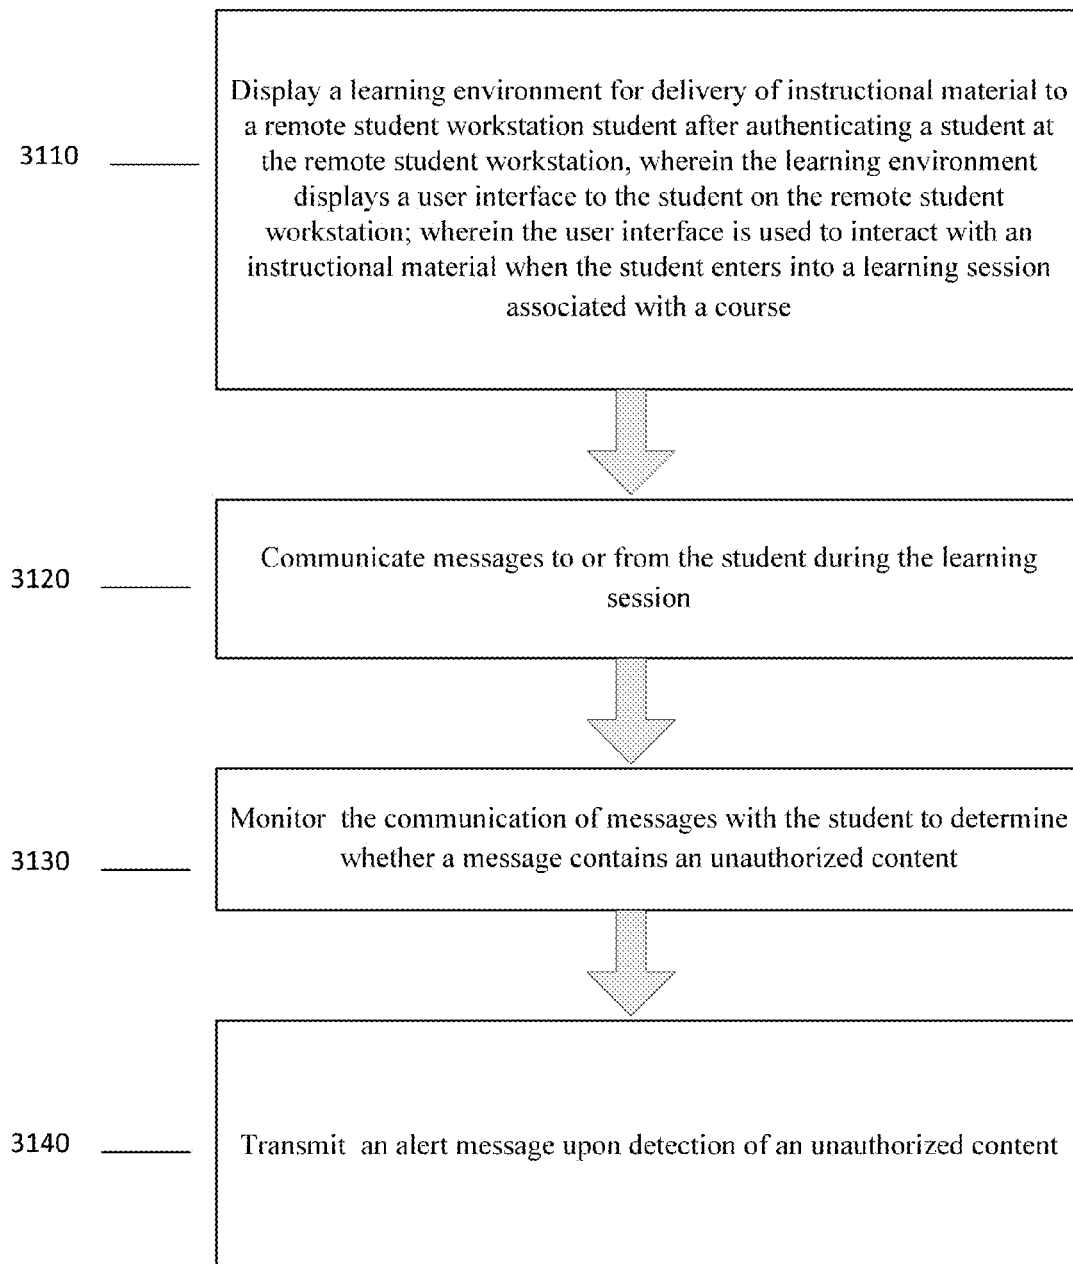 Display a learning environment for delivery of instructional material to
a remote student workstation student after authenticating a student at
3110
the remote student workstation, wherein the learning environment
displays a user interface to the student on the remote student
workstation; wherein the user interface is used to interact with an
instructional material when the student enters into a learning session
associated with a course
Communicate messages to or from the student during the learning
3120
session
Monitor the communication of messages with the student to determine
3130
whether a message contains an unauthorized content
3140
Transmit an alert message upon detection of an unauthorized content